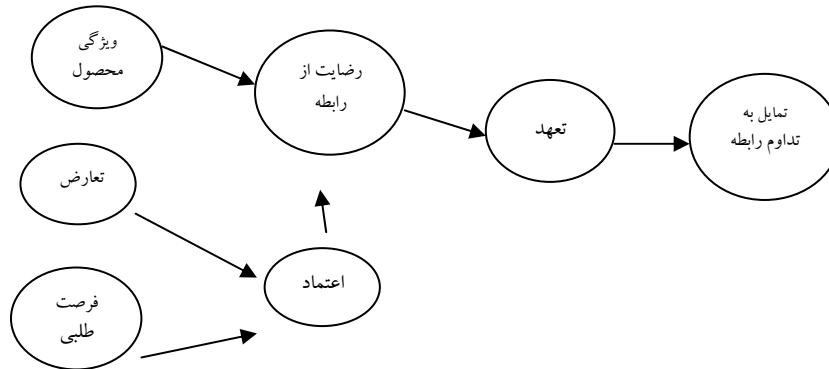 ویژگی
محصول
رضایت از
رابطه
تعهد
تمایل به
تداوم رابطه
تعارض
اعتماد
فرصت
طلبی